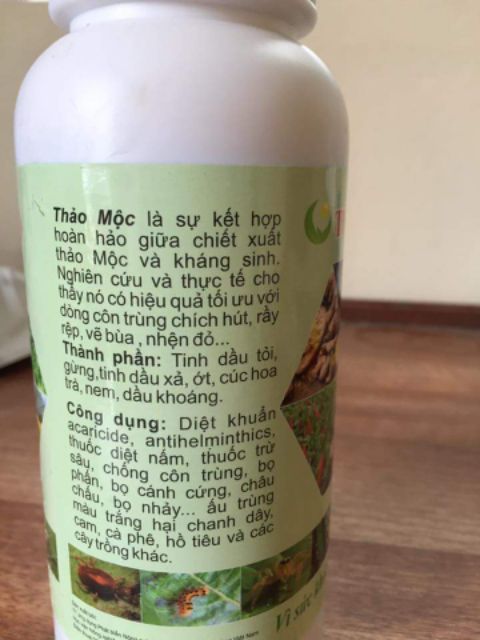 Thảo Mộc là sự kết hợp
hoàn hảo giữa chiết xuất
thảo Mộc và kháng sinh.
Nghiên cứu và thực tế cho
thấy nó có hiệu quả tối ưu với
dòng côn trùng chích hút, rầy
rệp, vẽ bùa , nhện đỏ...
Thành phần: Tinh dầu tỏi,
gừng,tinh dầu xả, ớt, cúc hoa
trà, nem, dầu khoáng.
Công dụng: Diệt khuẩn
acaricide, antihelminthics,
thuốc diệt nấm, thuốc trừ
sâu, chống côn trùng, bọ
phấn, bọ cánh cứng, châu
chấu, bọ nhảy... ấu trùng
màu trắng hại chanh dây,
cam, cà phê, hồ tiêu và các
cây trồng khác.
Vì sức